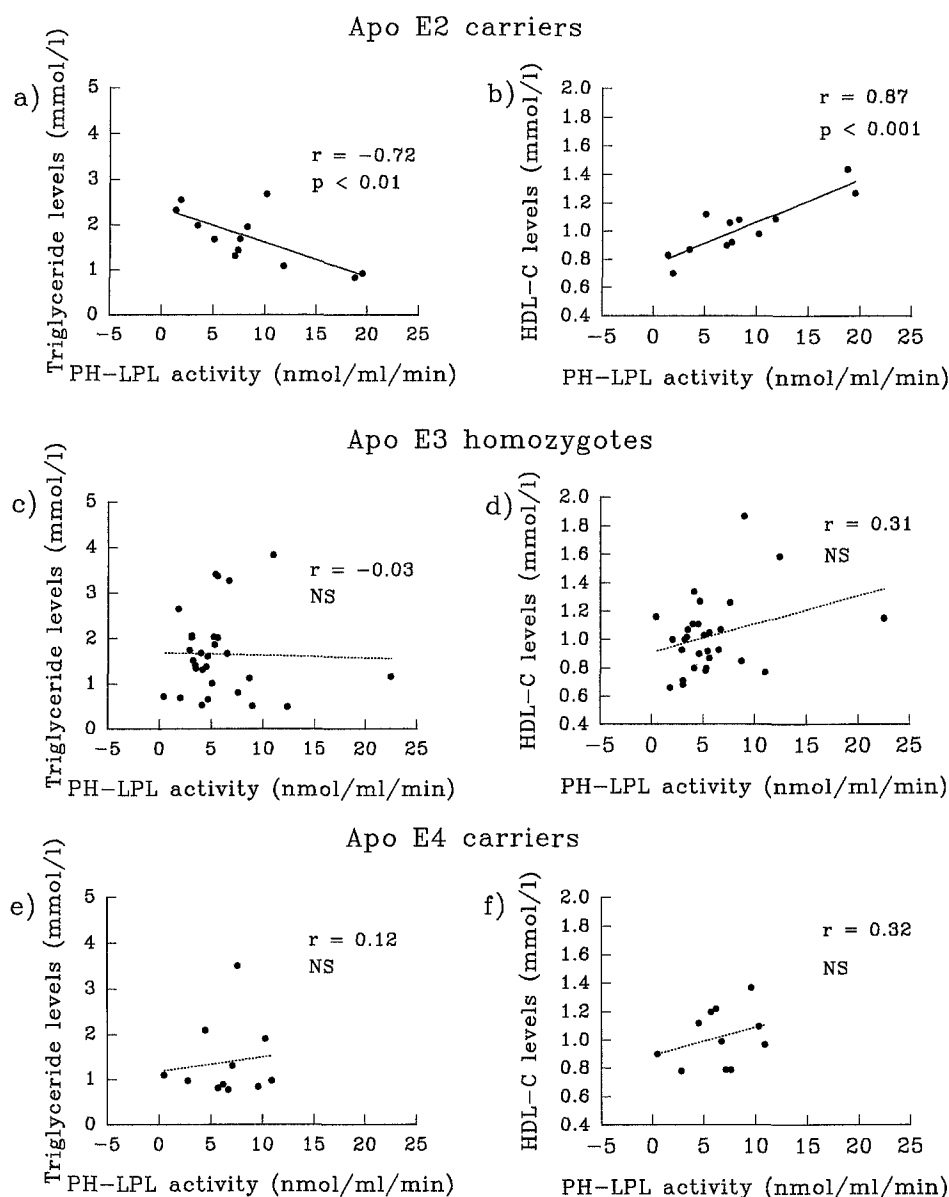 Apo E2 carriers
a)
Triglyceride levels (mmol/l)
5
4
3
2
1
0
r = −0.72
p < 0.01
−5 0 5 10 15 20 25
PH−LPL activity (nmol/ml/min)
b)
HDL−C levels (mmol/l)
2.0
1.8
1.6
1.4
1.2
1.0
0.8
0.6
0.4
r = 0.87
p < 0.001
−5 0 5 10 15 20 25
PH−LPL activity (nmol/ml/min)
Apo E3 homozygotes
c)
Triglyceride levels (mmol/l)
5
4
3
2
1
0
r = −0.03
NS
−5 0 5 10 15 20 25
PH−LPL activity (nmol/ml/min)
d)
HDL−C levels (mmol/l)
2.0
1.8
1.6
1.4
1.2
1.0
0.8
0.6
0.4
r = 0.31
NS
−5 0 5 10 15 20 25
PH−LPL activity (nmol/ml/min)
Apo E4 carriers
e)
Triglyceride levels (mmol/l)
5
4
3
2
1
0
r = 0.12
NS
−5 0 5 10 15 20 25
PH−LPL activity (nmol/ml/min)
f)
HDL−C levels (mmol/l)
2.0
1.8
1.6
1.4
1.2
1.0
0.8
0.6
0.4
r = 0.32
NS
−5 0 5 10 15 20 25
PH−LPL activity (nmol/ml/min)